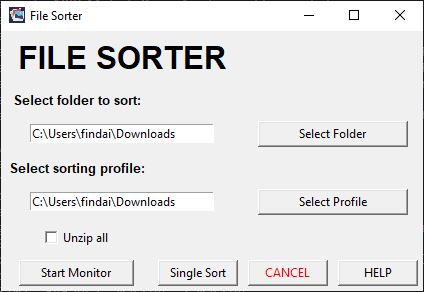 File Sorter
FILE SORTER
Select folder to sort:
C:\Users\findai\Downloads
Select Folder
Select sorting profile:
C:\Users\findai\Downloads
Select Profile
Unzip all
Start Monitor
Single Sort
CANCEL
HELP